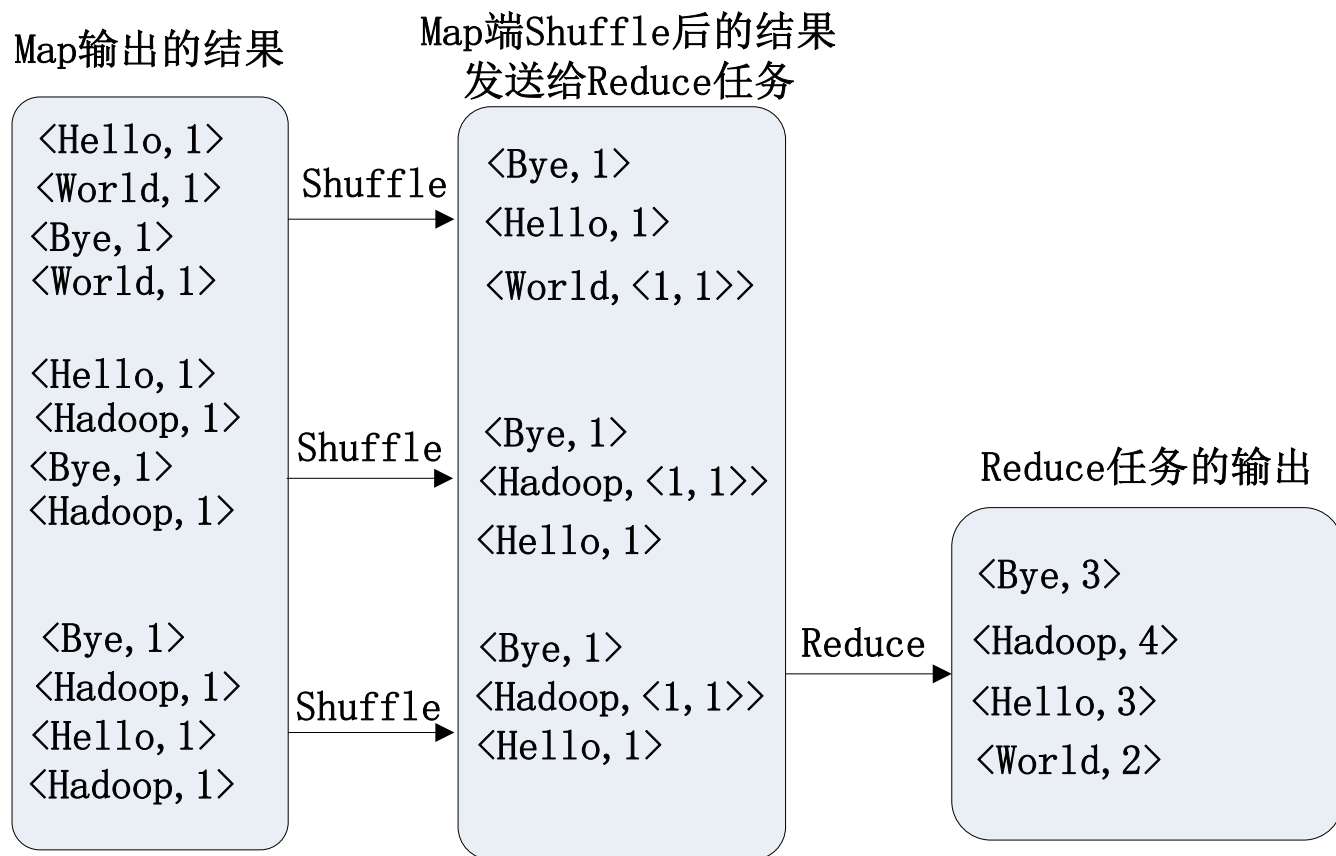 Map输出的结果
<Hello,1>
<World,1>
<Bye,1>
<World,1>
<Hello,1>
<Hadoop,1>
<Bye,1>
<Hadoop,1>
<Bye,1>
<Hadoop,1>
<Hello,1>
<Hadoop,1>
Shuffle
Shuffle
Shuffle
Map端Shuffle后的结果
发送给Reduce任务
<Bye,1>
<Hello,1>
<World,<1,1>>
<Bye,1>
<Hadoop,<1,1>>
<Hello,1>
<Bye,1>
<Hadoop,<1,1>>
<Hello,1>
Reduce
Reduce任务的输出
<Bye,3>
<Hadoop,4>
<Hello,3>
<World,2>